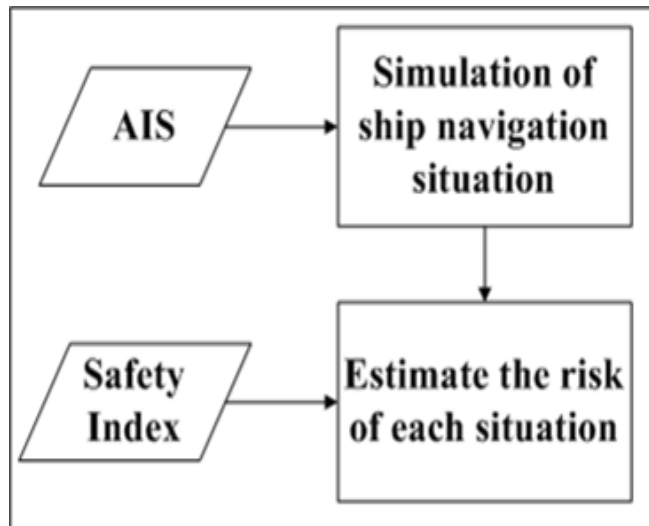 AIS
Simulation of
ship navigation
situation
Safety
Index
Estimate the risk
of each situation